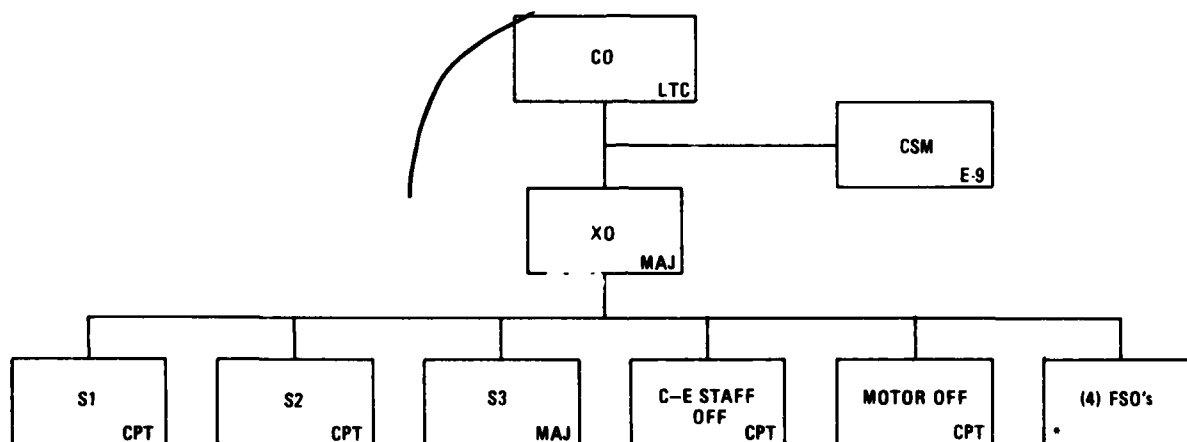 CO
LTC
CSM
E-9
XO
MAJ
S1
CPT
S2
CPT
S3
MAJ
C-E STAFF
OFF
CPT
MOTOR OFF
CPT
(4) FSO's
*